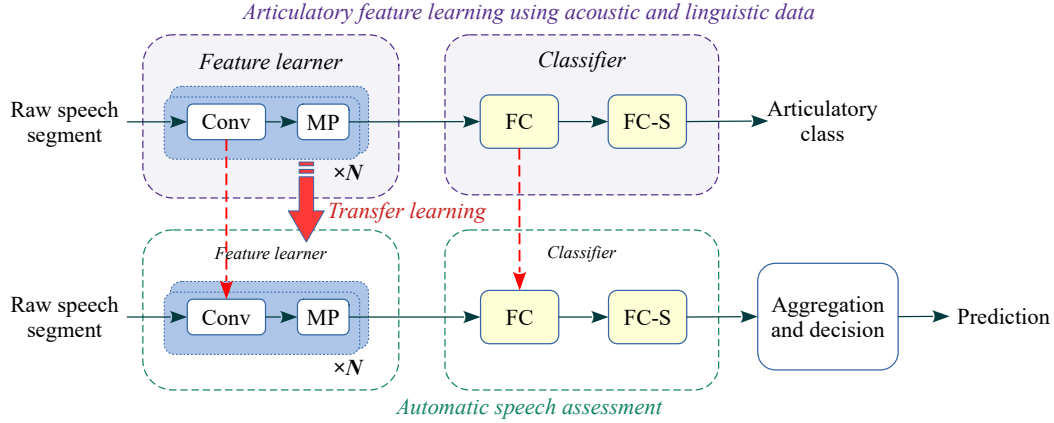 Articulatory feature learning using acoustic and linguistic data
Feature learner
Classifier
Raw speech
segment
Conv
MP
FC
FC-S
Articulatory
class
×N
Transfer learning
Feature learner
Classifier
Raw speech
segment
Conv
MP
FC
FC-S
Aggregation
and decision
Prediction
×N
Automatic speech assessment